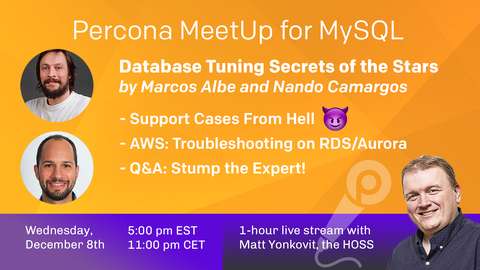 Percona MeetUp for MySQL
Database Tuning Secrets of the Stars
by Marcos Albe and Nando Camargos
- Support Cases From Hell
- AWS: Troubleshooting on RDS/Aurora
- Q&A: Stump the Expert!
Wednesday,
December 8th
5:00 pm EST
11:00 pm CET
1-hour live stream with
Matt Yonkovit, the HOSS